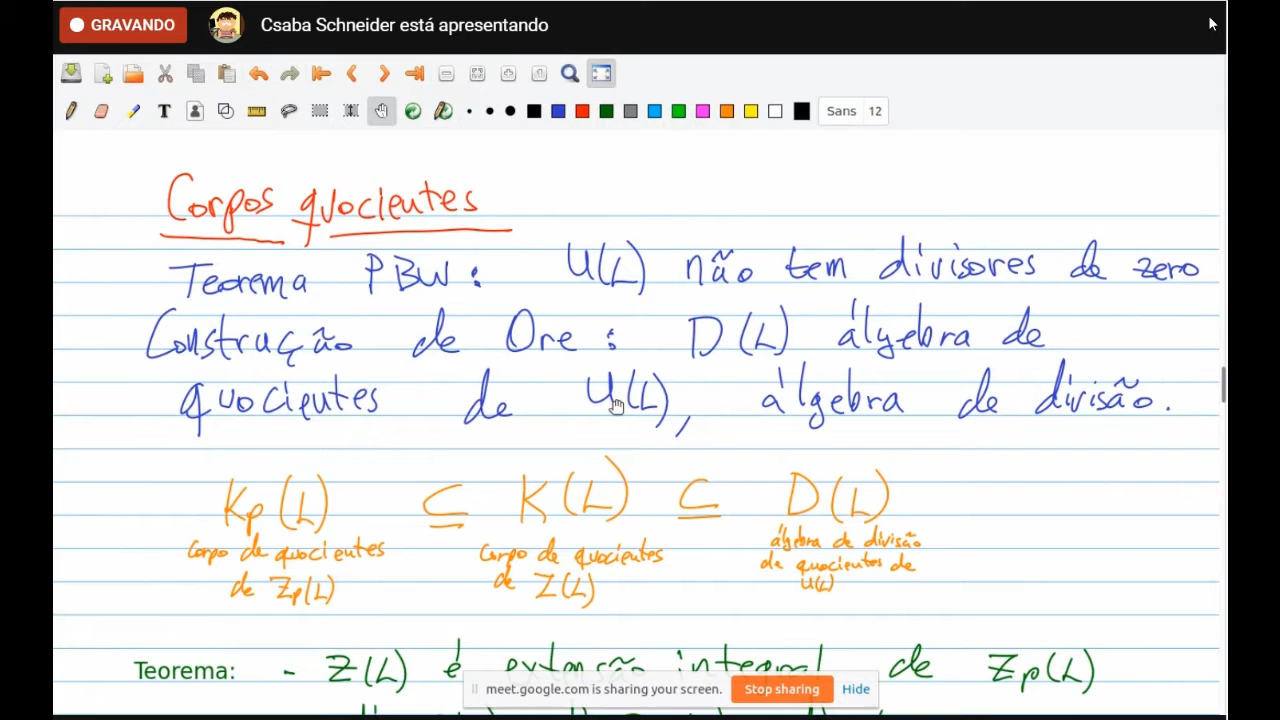 GRAVANDO Csaba Schneider está apresentando
Sans 12
Corpos quocientes
Teorema PBW: U(L) não tem divisores de zero
Construção de Ore: D(L) álgebra de
quocientes de U(L), álgebra de divisão.
Kp(L) ⊆ K(L) ⊆ D(L)
corpo de quocientes de Zp(L)
corpo de quocientes de Z(L)
álgebra de divisão de quocientes de U(L)
Teorema: - Z(L) é extensão integral de Zp(L)
meet.google.com is sharing your screen. Stop sharing Hide